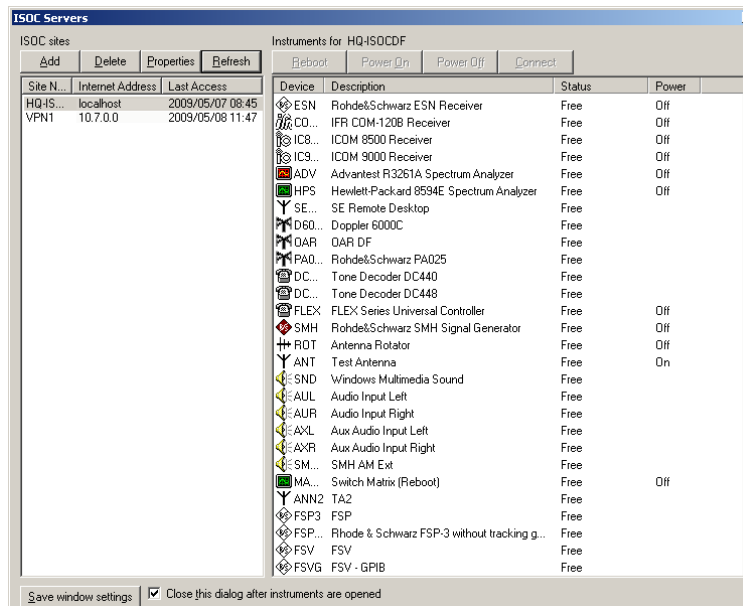 ISOC Servers
ISOC sites
Add Delete Properties Refresh
Site N... Internet Address Last Access
HQ-IS... localhost 2009/05/07 08:45
VPN1 10.7.0.0 2009/05/08 11:47
Instruments for HQ-ISOCDF
Reboot Power On Power Off Connect
Device Description Status Power
ESN Rohde&Schwarz ESN Receiver Free Off
CO... IFR COM-120B Receiver Free Off
IC8... ICOM 8500 Receiver Free Off
IC9... ICOM 9000 Receiver Free Off
ADV Advantest R3261A Spectrum Analyzer Free Off
HPS Hewlett-Packard 8594E Spectrum Analyzer Free Off
SE... SE Remote Desktop Free
D60... Doppler 6000C Free
OAR OAR DF Free
PA0... Rohde&Schwarz PA025 Free
DC... Tone Decoder DC440 Free
DC... Tone Decoder DC448 Free
FLEX FLEX Series Universal Controller Free Off
SMH Rohde&Schwarz SMH Signal Generator Free Off
ROT Antenna Rotator Free Off
ANT Test Antenna Free On
SND Windows Multimedia Sound Free
AUL Audio Input Left Free
AUR Audio Input Right Free
AXL Aux Audio Input Left Free
AXR Aux Audio Input Right Free
SM... SMH AM Ext Free
MA... Switch Matrix (Reboot) Free Off
ANN2 TA2 Free
FSP3 FSP Free
FSP... Rhode & Schwarz FSP-3 without tracking g... Free
FSV FSV Free
FSVG FSV - GPIB Free
Save window settings Close this dialog after instruments are opened